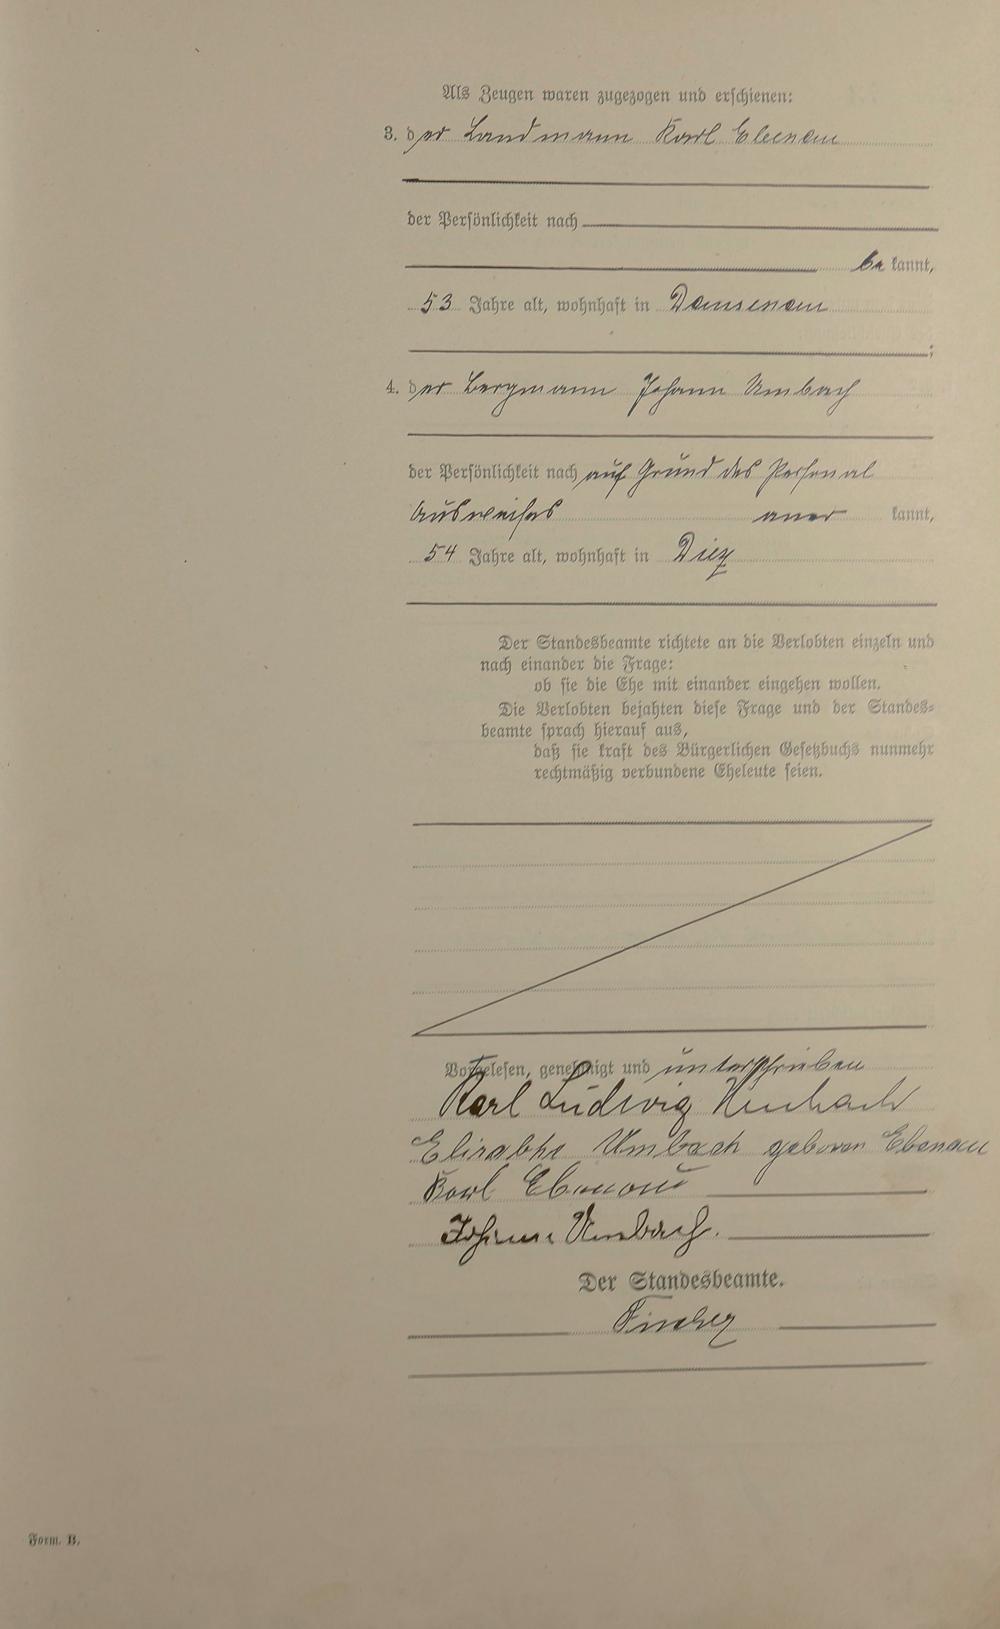 Als Zeugen waren zugezogen und erschienen:
3. der Landmann Karl Ebenau
der Persönlichkeit nach
be kannt,
53 Jahre alt, wohnhaft in Dausenau
;
4. der Bergmann Johann Umbach
der Persönlichkeit nach auf Grund des Personal
Ausweises aner kannt,
54 Jahre alt, wohnhaft in Diez
Der Standesbeamte richtete an die Verlobten einzeln und
nach einander die Frage:
ob sie die Ehe mit einander eingehen wollen.
Die Verlobten bejahten diese Frage und der Standes-
beamte sprach hierauf aus,
daß sie kraft des Bürgerlichen Gesetzbuchs nunmehr
rechtmäßig verbundene Eheleute seien.
Vorgelesen, genehmigt und unterschrieben
Karl Ludwig Umbach
Umbach geboren Ebenau
Karl Ebenau
Johann Umbach.
Der Standesbeamte.
Fischer
Form. B.